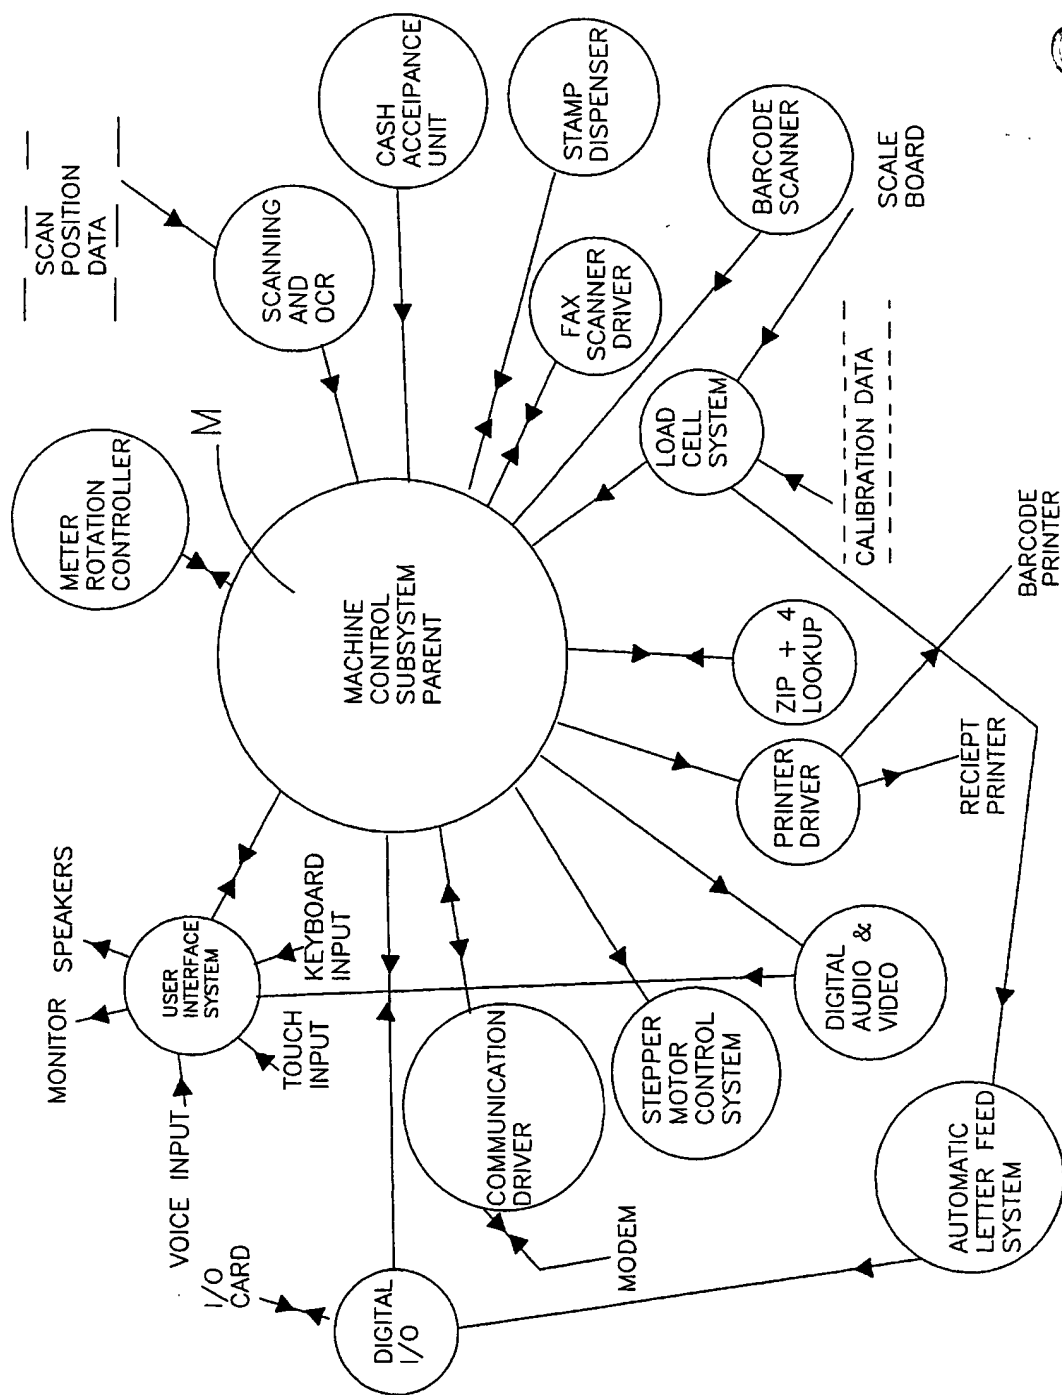 SCAN
POSITION
DATA
SCANNING
AND
OCR
CASH
ACCEIPANCE
UNIT
STAMP
DISPENSER
FAX
SCANNER
DRIVER
BARCODE
SCANNER
SCALE
BOARD
LOAD
CELL
SYSTEM
CALIBRATION DATA
METER
ROTATION
CONTROLLER
M
MACHINE
CONTROL
SUBSYSTEM
PARENT
ZIP + 4
LOOKUP
BARCODE
PRINTER
PRINTER
DRIVER
RECIEPT
PRINTER
MONITOR
SPEAKERS
USER
INTERFACE
SYSTEM
KEYBOARD
INPUT
TOUCH
INPUT
VOICE INPUT
I/O
CARD
DIGITAL
I/O
COMMUNICATION
DRIVER
MODEM
STEPPER
MOTOR
CONTROL
SYSTEM
DIGITAL
AUDIO &
VIDEO
AUTOMATIC
LETTER FEED
SYSTEM